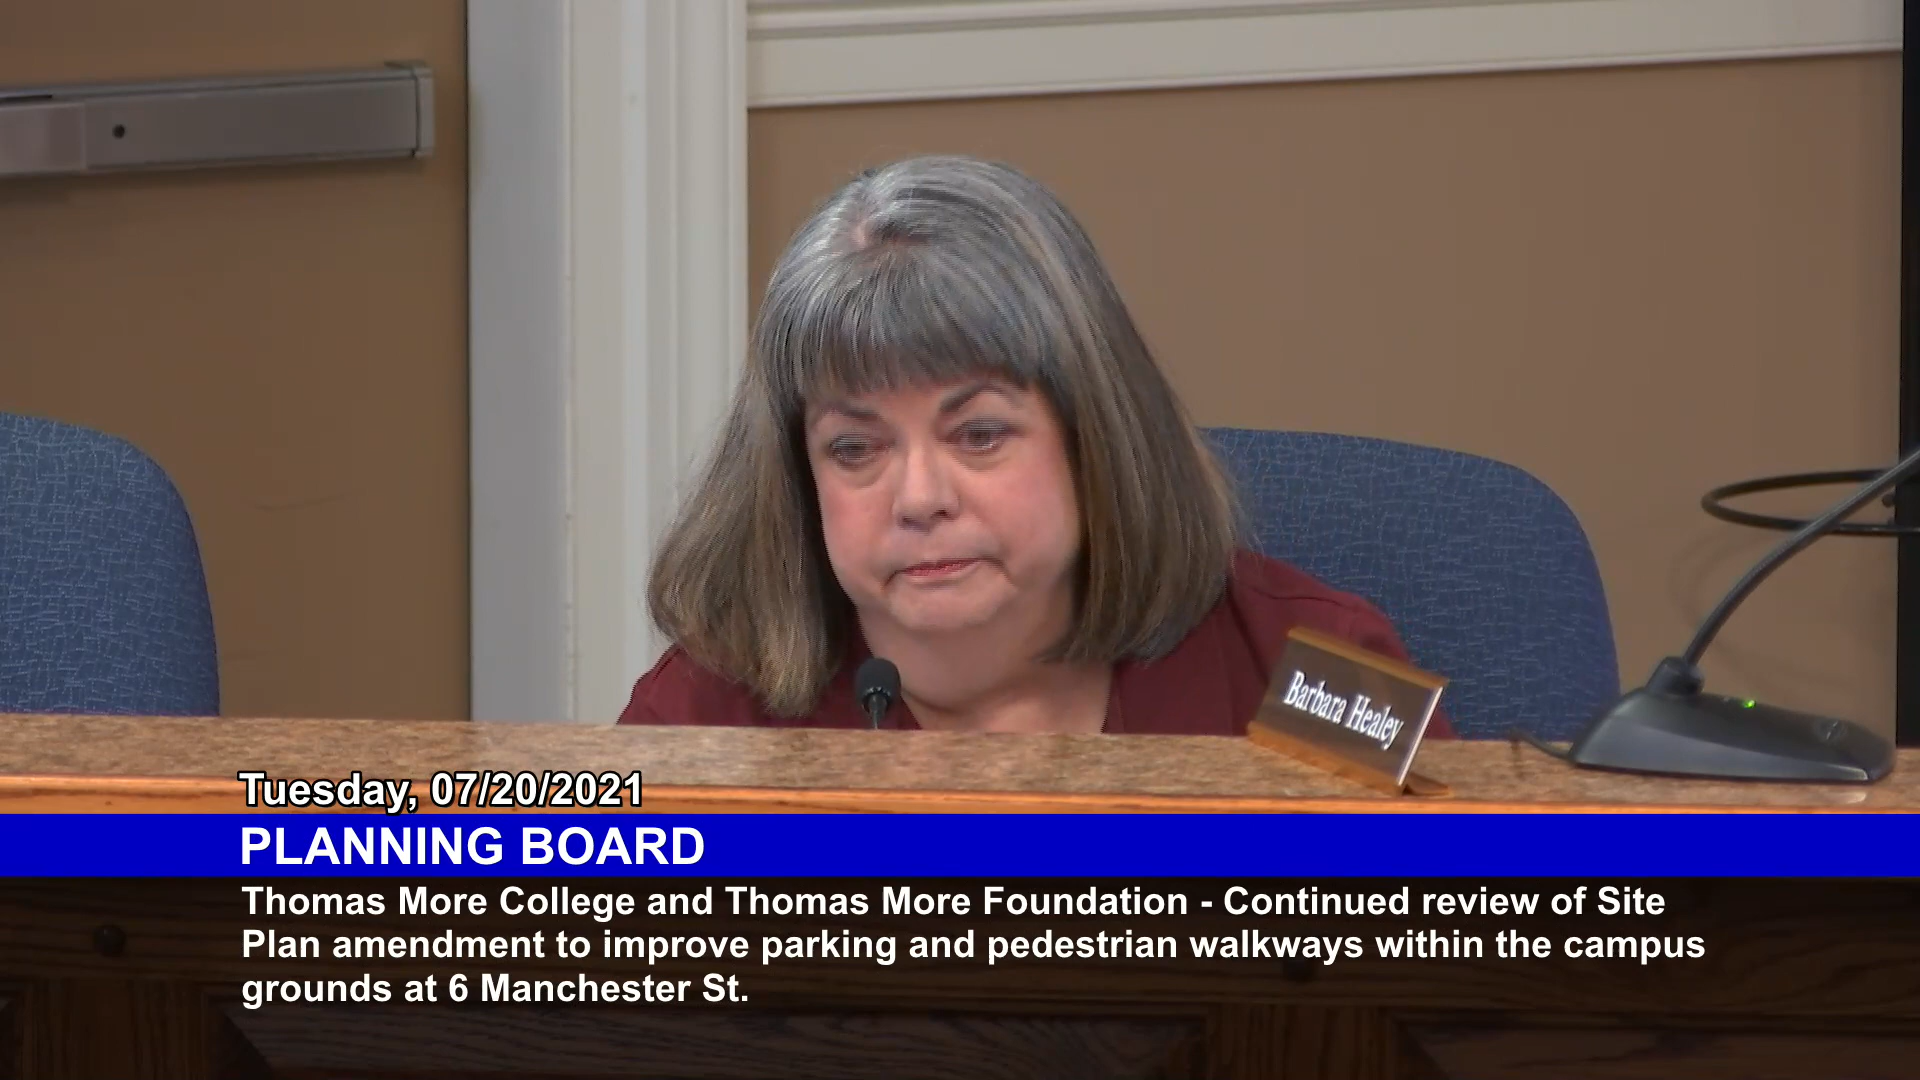 Barbara Healey
Tuesday, 07/20/2021
PLANNING BOARD
Thomas More College and Thomas More Foundation - Continued review of Site
Plan amendment to improve parking and pedestrian walkways within the campus
grounds at 6 Manchester St.